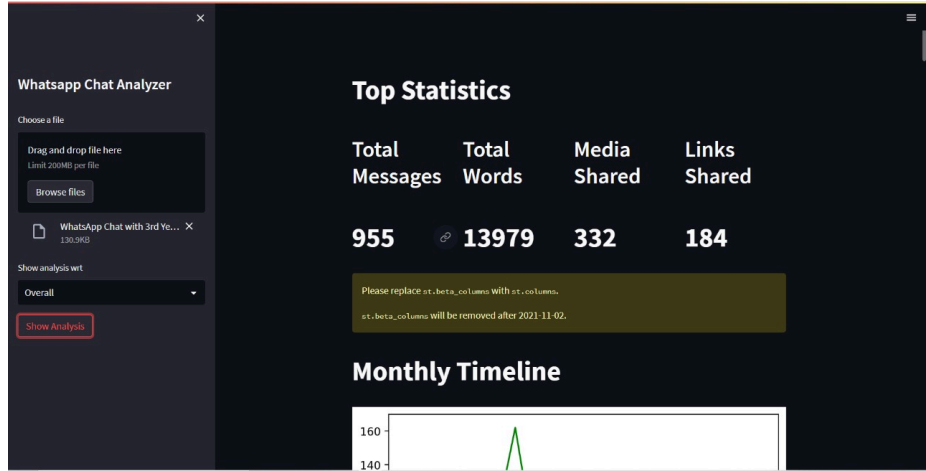 Whatsapp Chat Analyzer
Choose a file
Drag and drop file here
Limit 200MB per file
Browse files
WhatsApp Chat with 3rd Ye...
130.9KB
Show analysis wrt
Overall
Show Analysis
Top Statistics
Total Messages
Total Words
Media Shared
Links Shared
955
13979
332
184
Please replace st.beta_columns with st.columns.
st.beta_columns will be removed after 2021-11-02.
Monthly Timeline
160
140